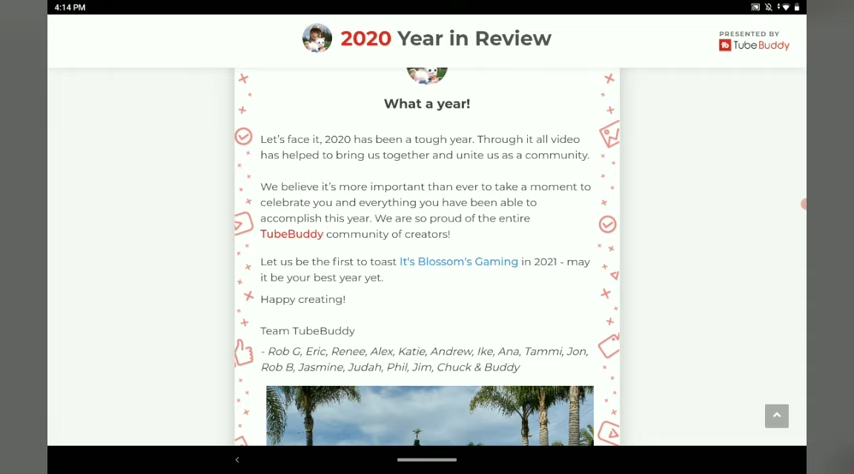 4:14 PM
2020 Year in Review
PRESENTED BY
tb TubeBuddy
What a year!
Let's face it, 2020 has been a tough year. Through it all video
has helped to bring us together and unite us as a community.
We believe it's more important than ever to take a moment to
celebrate you and everything you have been able to
accomplish this year. We are so proud of the entire
TubeBuddy community of creators!
Let us be the first to toast It's Blossom's Gaming in 2021 - may
it be your best year yet.
Happy creating!
Team TubeBuddy
- Rob G, Eric, Renee, Alex, Katie, Andrew, Ike, Ana, Tammi, Jon,
Rob B, Jasmine, Judah, Phil, Jim, Chuck & Buddy